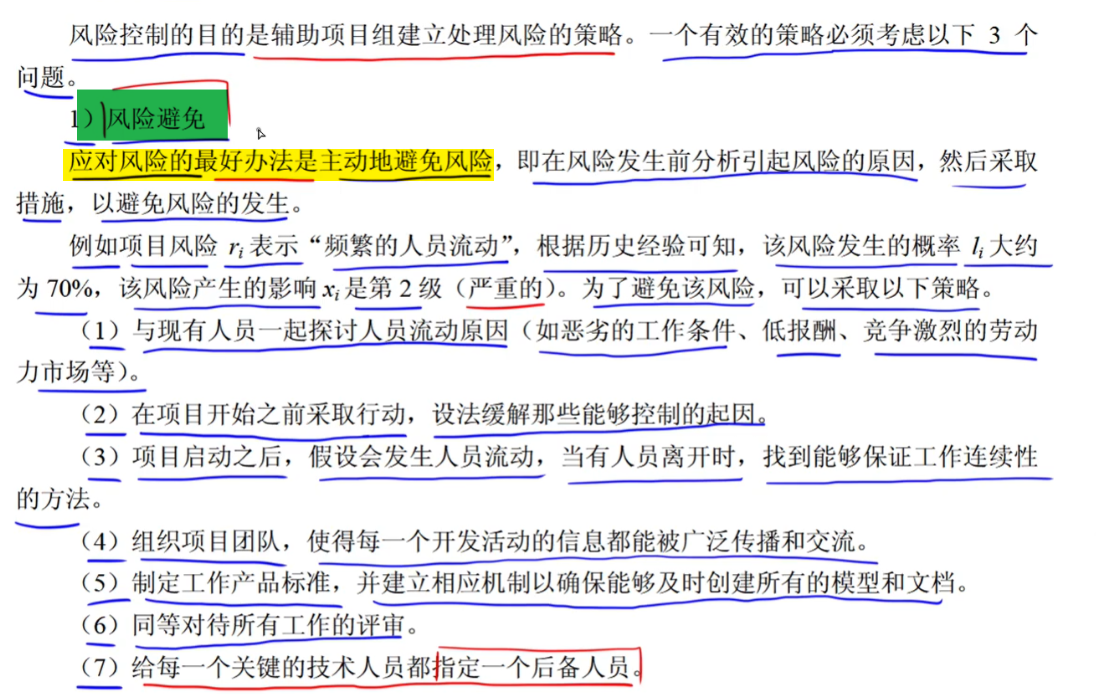 风险控制的目的是辅助项目组建立处理风险的策略。一个有效的策略必须考虑以下 3 个
问题。
1）风险避免
应对风险的最好办法是主动地避免风险，即在风险发生前分析引起风险的原因，然后采取
措施，以避免风险的发生。
例如项目风险 ri 表示“频繁的人员流动”，根据历史经验可知，该风险发生的概率 li 大约
为 70%，该风险产生的影响 xi 是第 2 级（严重的）。为了避免该风险，可以采取以下策略。
（1）与现有人员一起探讨人员流动原因（如恶劣的工作条件、低报酬、竞争激烈的劳动
力市场等）。
（2）在项目开始之前采取行动，设法缓解那些能够控制的起因。
（3）项目启动之后，假设会发生人员流动，当有人员离开时，找到能够保证工作连续性
的方法。
（4）组织项目团队，使得每一个开发活动的信息都能被广泛传播和交流。
（5）制定工作产品标准，并建立相应机制以确保能够及时创建所有的模型和文档。
（6）同等对待所有工作的评审。
（7）给每一个关键的技术人员都指定一个后备人员。